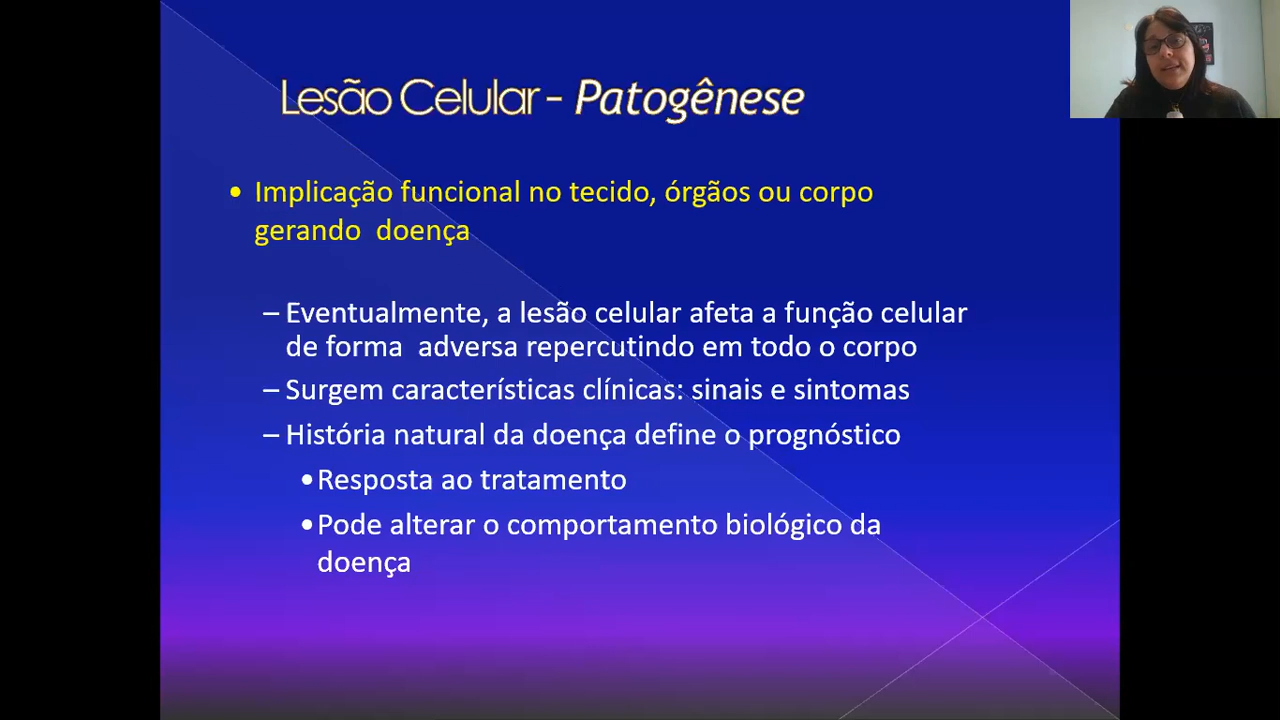 Lesão Celular - Patogênese
• Implicação funcional no tecido, órgãos ou corpo
gerando doença
– Eventualmente, a lesão celular afeta a função celular
de forma adversa repercutindo em todo o corpo
– Surgem características clínicas: sinais e sintomas
– História natural da doença define o prognóstico
•Resposta ao tratamento
•Pode alterar o comportamento biológico da
doença